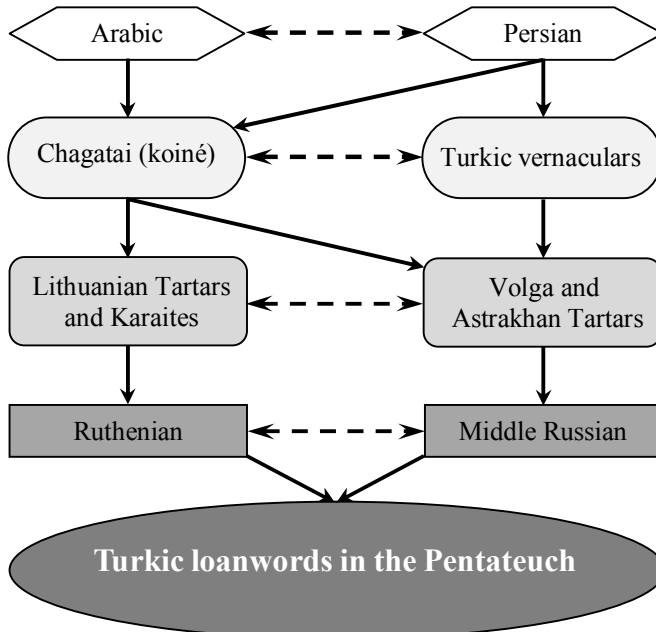 Arabic
Persian
Chagatai (koiné)
Turkic vernaculars
Lithuanian Tartars
and Karaites
Volga and
Astrakhan Tartars
Ruthenian
Middle Russian
Turkic loanwords in the Pentateuch